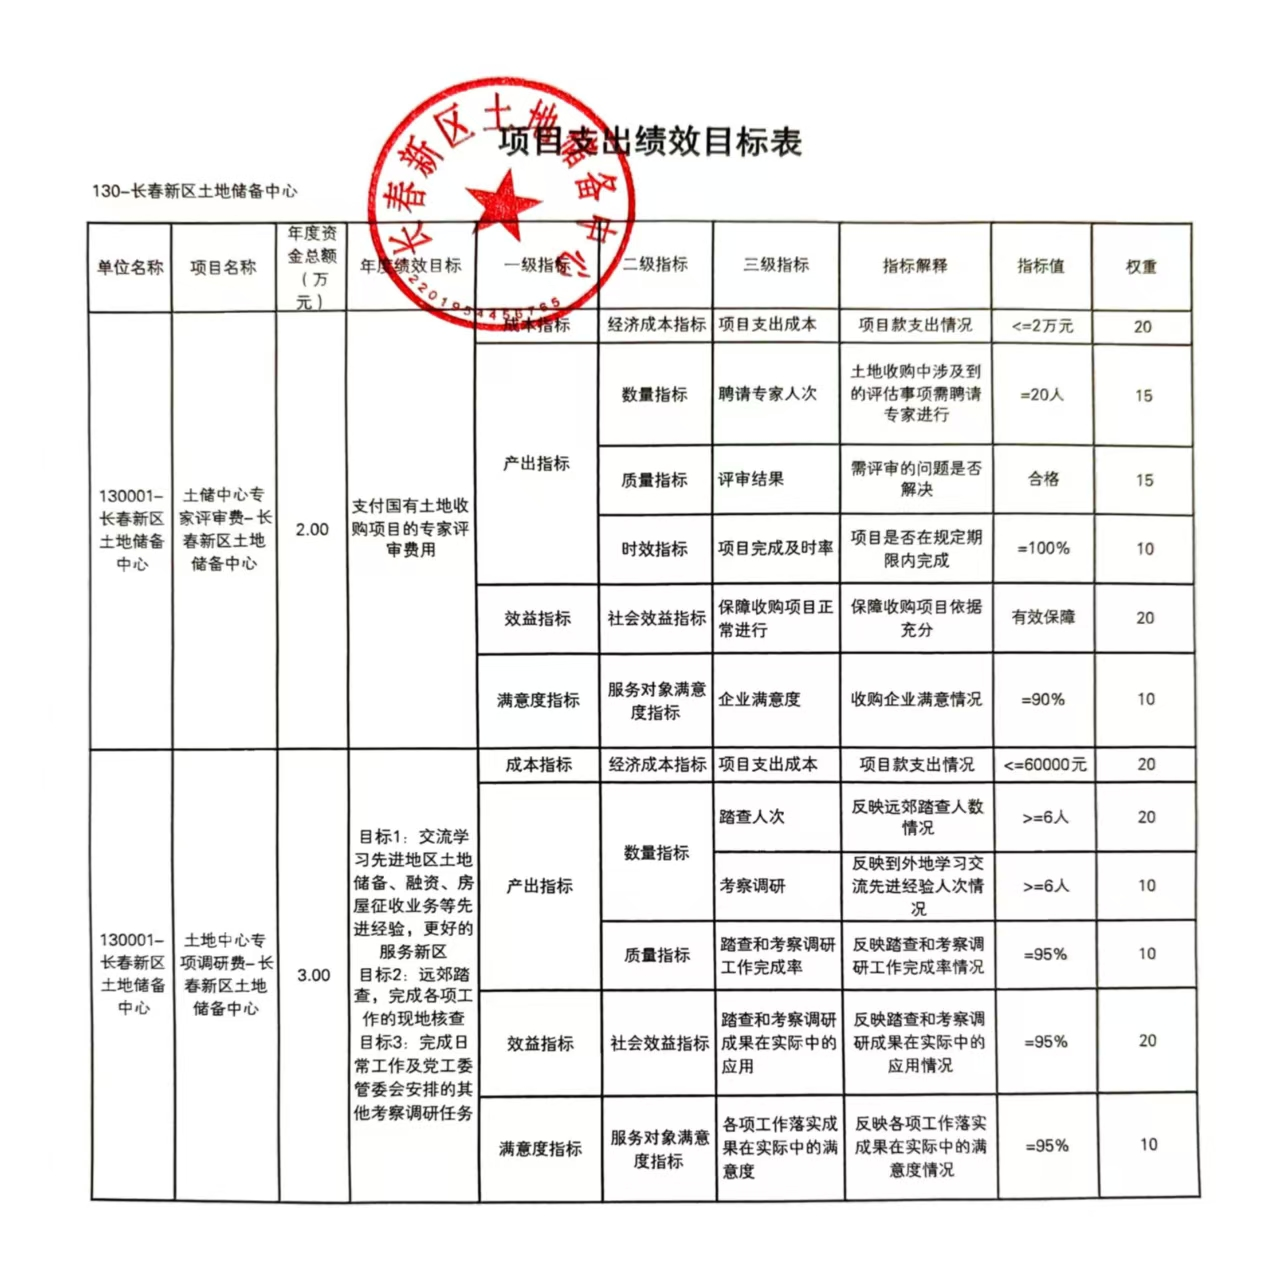 长春新区土地储备中心
2201954456785
项目支出绩效目标表
130-长春新区土地储备中心
单位名称 项目名称 年度资金总额（万元） 年度绩效目标 一级指标 二级指标 三级指标 指标解释 指标值 权重
130001-长春新区土地储备中心 土储中心专家评审费-长春新区土地储备中心 2.00 支付国有土地收购项目的专家评审费用
成本指标 经济成本指标 项目支出成本 项目款支出情况 <=2万元 20
产出指标 数量指标 聘请专家人次 土地收购中涉及到的评估事项需聘请专家进行 =20人 15
质量指标 评审结果 需评审的问题是否解决 合格 15
时效指标 项目完成及时率 项目是否在规定期限内完成 =100% 10
效益指标 社会效益指标 保障收购项目正常进行 保障收购项目依据充分 有效保障 20
满意度指标 服务对象满意度指标 企业满意度 收购企业满意情况 =90% 10
130001-长春新区土地储备中心 土地中心专项调研费-长春新区土地储备中心 3.00 目标1：交流学习先进地区土地储备、融资、房屋征收业务等先进经验，更好的服务新区
目标2：远郊踏查，完成各项工作的现地核查
目标3：完成日常工作及党工委管委会安排的其他考察调研任务
成本指标 经济成本指标 项目支出成本 项目款支出情况 <=60000元 20
产出指标 数量指标 踏查人次 反映远郊踏查人数情况 >=6人 20
考察调研 反映到外地学习交流先进经验人次情况 >=6人 10
质量指标 踏查和考察调研工作完成率 反映踏查和考察调研工作完成率情况 =95% 10
效益指标 社会效益指标 踏查和考察调研成果在实际中的应用 反映踏查和考察调研成果在实际中的应用情况 =95% 20
满意度指标 服务对象满意度指标 各项工作落实成果在实际中的满意度 反映各项工作落实成果在实际中的满意度情况 =95% 10